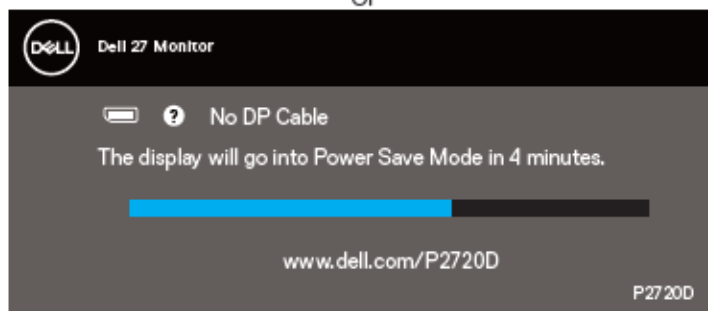 or
DELL
Dell 27 Monitor
? No DP Cable
The display will go into Power Save Mode in 4 minutes.
www.dell.com/P2720D
P2720D